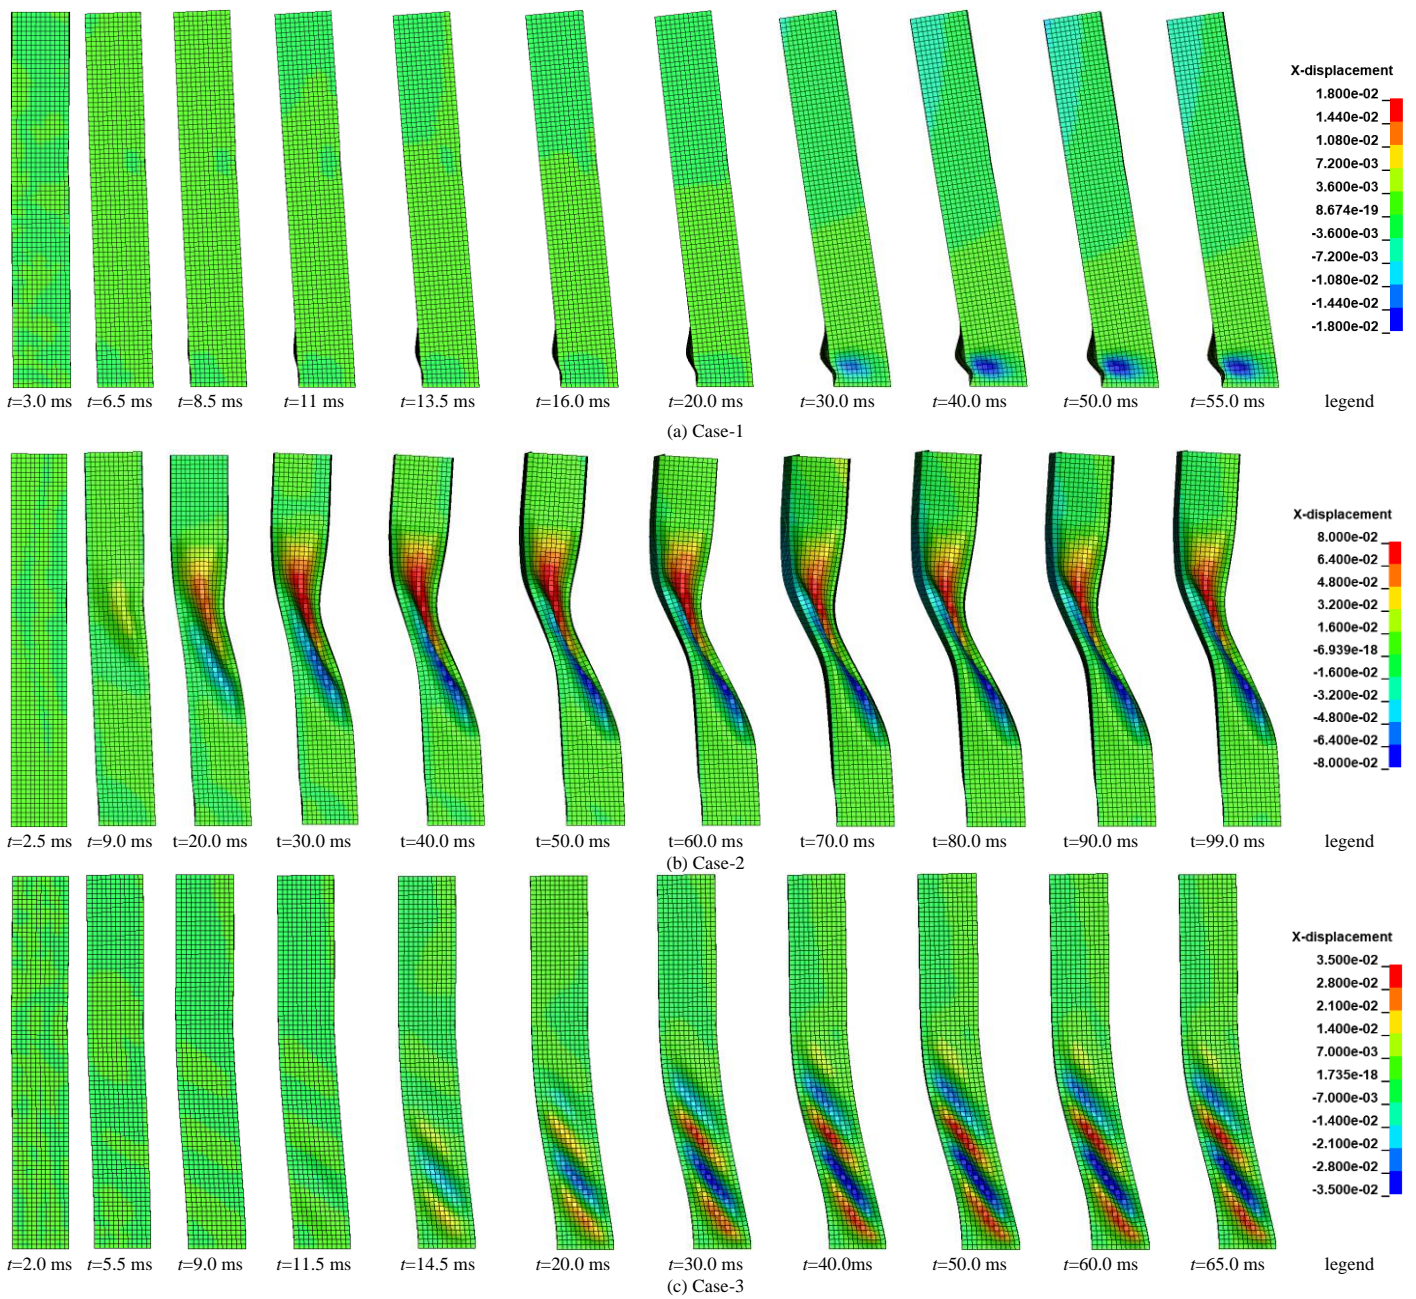 X-displacement
1.800e-02
1.440e-02
1.080e-02
7.200e-03
3.600e-03
8.674e-19
-3.600e-03
-7.200e-03
-1.080e-02
-1.440e-02
-1.800e-02
t=3.0 ms t=6.5 ms t=8.5 ms t=11 ms t=13.5 ms t=16.0 ms t=20.0 ms t=30.0 ms t=40.0 ms t=50.0 ms t=55.0 ms legend
(a) Case-1
X-displacement
8.000e-02
6.400e-02
4.800e-02
3.200e-02
1.600e-02
-6.939e-18
-1.600e-02
-3.200e-02
-4.800e-02
-6.400e-02
-8.000e-02
t=2.5 ms t=9.0 ms t=20.0 ms t=30.0 ms t=40.0 ms t=50.0 ms t=60.0 ms t=70.0 ms t=80.0 ms t=90.0 ms t=99.0 ms legend
(b) Case-2
X-displacement
3.500e-02
2.800e-02
2.100e-02
1.400e-02
7.000e-03
1.735e-18
-7.000e-03
-1.400e-02
-2.100e-02
-2.800e-02
-3.500e-02
t=2.0 ms t=5.5 ms t=9.0 ms t=11.5 ms t=14.5 ms t=20.0 ms t=30.0 ms t=40.0ms t=50.0 ms t=60.0 ms t=65.0 ms legend
(c) Case-3